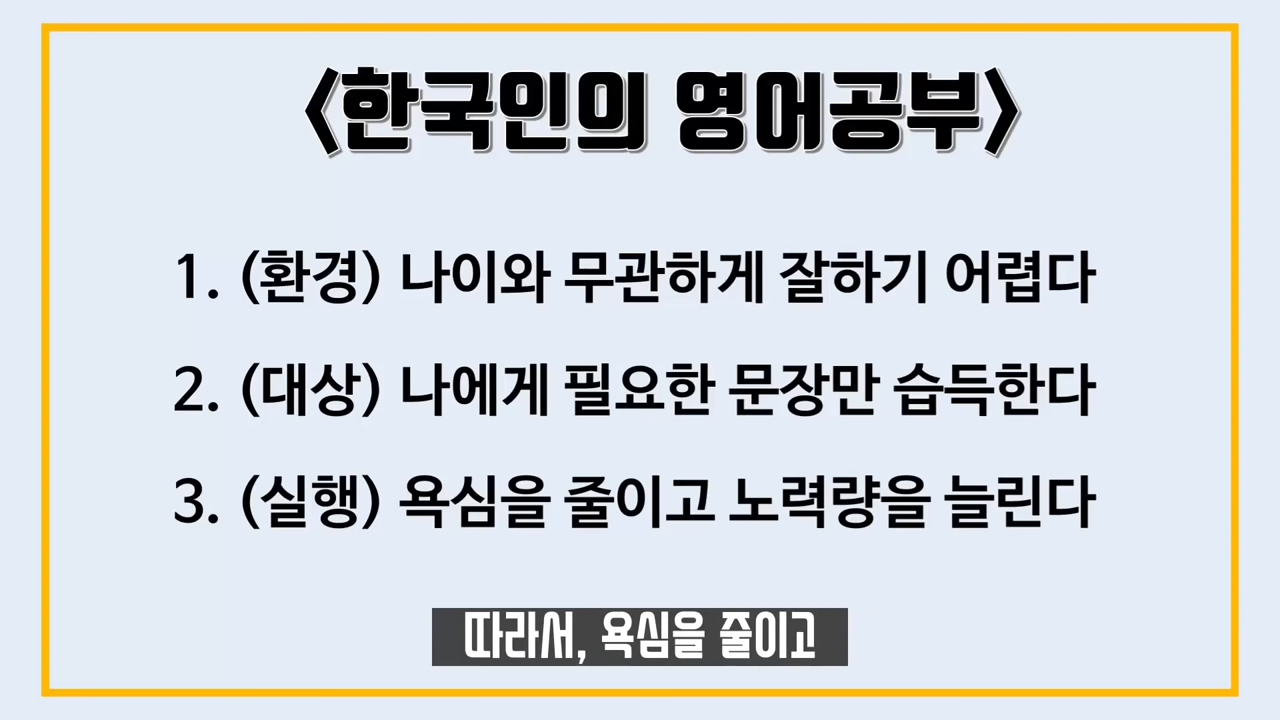 <한국인의 영어공부>
1. (환경) 나이와 무관하게 잘하기 어렵다
2. (대상) 나에게 필요한 문장만 습득한다
3. (실행) 욕심을 줄이고 노력량을 늘린다
따라서, 욕심을 줄이고